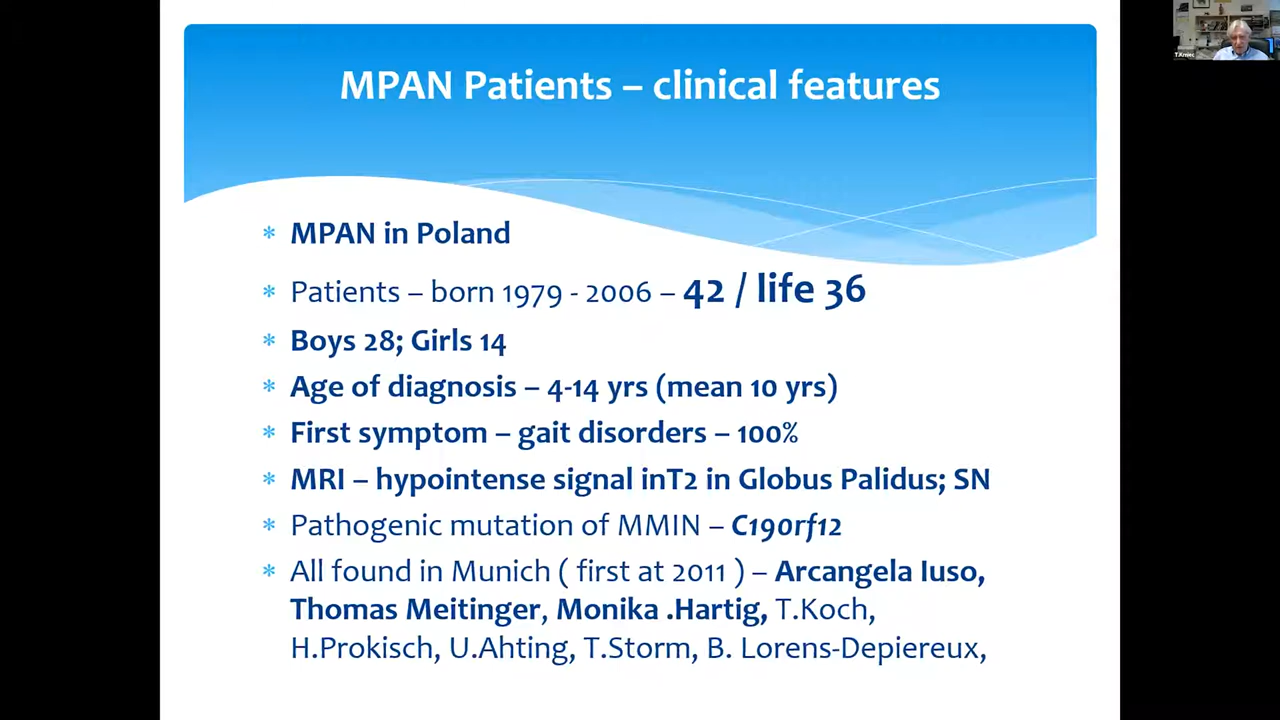 MPAN Patients – clinical features
* MPAN in Poland
* Patients – born 1979 - 2006 – 42 / life 36
* Boys 28; Girls 14
* Age of diagnosis – 4-14 yrs (mean 10 yrs)
* First symptom – gait disorders – 100%
* MRI – hypointense signal inT2 in Globus Palidus; SN
* Pathogenic mutation of MMIN – C19orf12
* All found in Munich ( first at 2011 ) – Arcangela Iuso,
Thomas Meitinger, Monika .Hartig, T.Koch,
H.Prokisch, U.Ahting, T.Storm, B. Lorens-Depiereux,